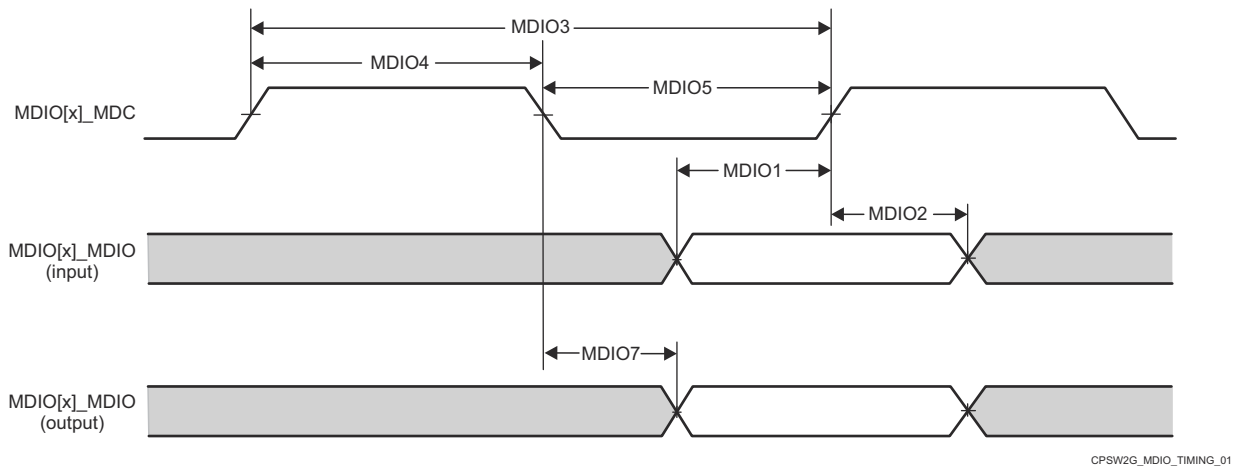 MDIO3
MDIO4
MDIO5
MDIO[x]_MDC
MDIO1
MDIO2
MDIO[x]_MDIO
(input)
MDIO7
MDIO[x]_MDIO
(output)
CPSW2G_MDIO_TIMING_01